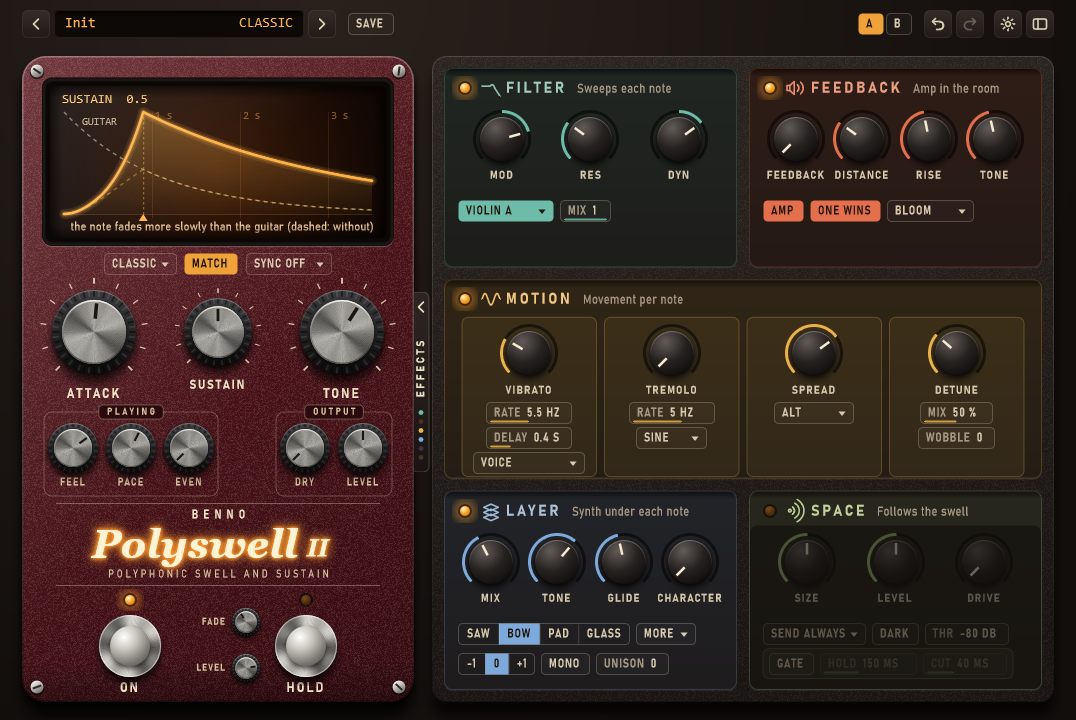 Init CLASSIC SAVE A B
SUSTAIN 0.5
GUITAR 1 s 2 s 3 s
the note fades more slowly than the guitar (dashed: without)
CLASSIC MATCH SYNC OFF
ATTACK SUSTAIN TONE
PLAYING OUTPUT
FEEL PACE EVEN DRY LEVEL
BENNO
Polyswell II
POLYPHONIC SWELL AND SUSTAIN
FADE
LEVEL
ON HOLD
EFFECTS
FILTER Sweeps each note
MOD RES DYN
VIOLIN A MIX 1
FEEDBACK Amp in the room
FEEDBACK DISTANCE RISE TONE
AMP ONE WINS BLOOM
MOTION Movement per note
VIBRATO TREMOLO SPREAD DETUNE
RATE 5.5 HZ RATE 5 HZ ALT MIX 50 %
DELAY 0.4 S SINE WOBBLE 0
VOICE
LAYER Synth under each note
MIX TONE GLIDE CHARACTER
SAW BOW PAD GLASS MORE
-1 0 +1 MONO UNISON 0
SPACE Follows the swell
SIZE LEVEL DRIVE
SEND ALWAYS DARK THR -80 DB
GATE HOLD 150 MS CUT 40 MS